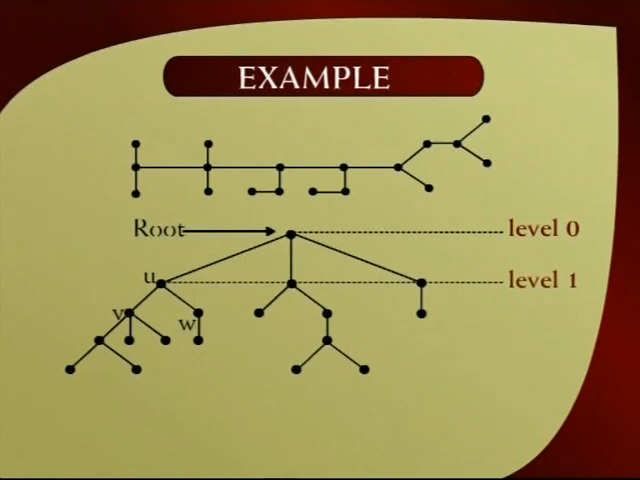 EXAMPLE
Root
level 0
u
level 1
v
w